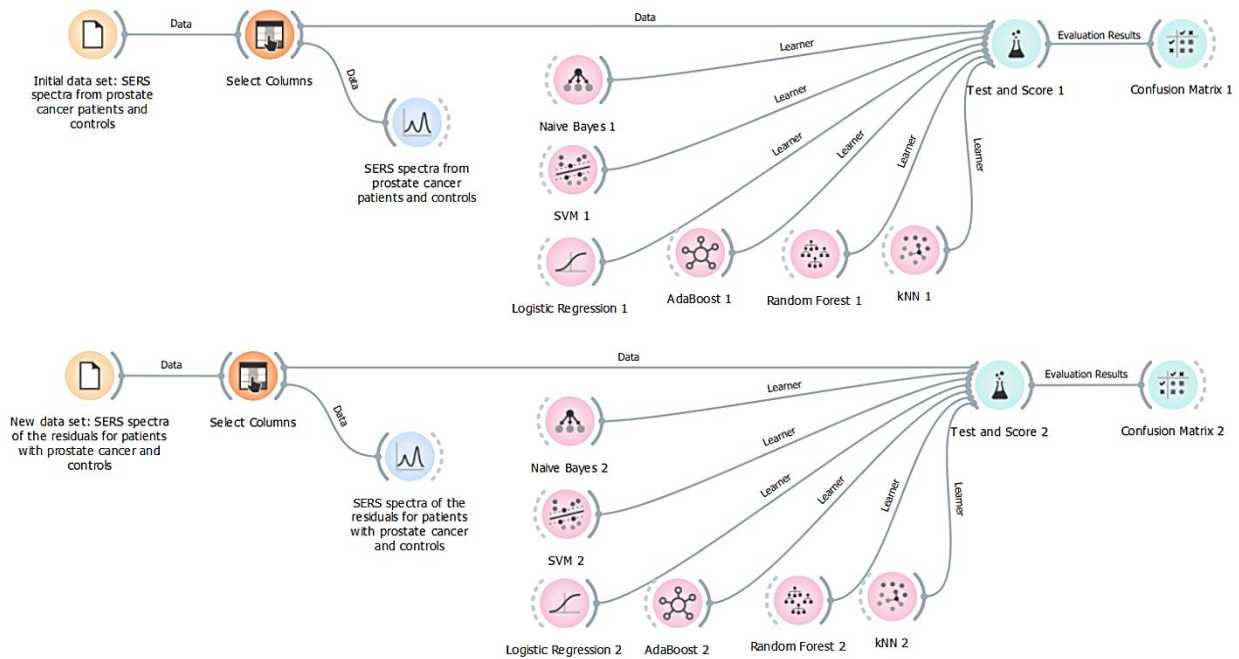 Data
Data
Learner
Evaluation Results
Initial data set: SERS
spectra from prostate
cancer patients and
controls
Select Columns
Data
Naive Bayes 1
Learner
Test and Score 1
Confusion Matrix 1
SERS spectra from
prostate cancer
patients and controls
SVM 1
Learner
Learner
Learner
Learner
Logistic Regression 1
AdaBoost 1
Random Forest 1
kNN 1
Data
Data
Learner
Evaluation Results
New data set: SERS spectra
of the residuals for patients
with prostate cancer and
controls
Select Columns
Data
Naive Bayes 2
Learner
Test and Score 2
Confusion Matrix 2
SERS spectra of the
residuals for patients
with prostate cancer
and controls
SVM 2
Learner
Learner
Learner
Learner
Logistic Regression 2
AdaBoost 2
Random Forest 2
kNN 2